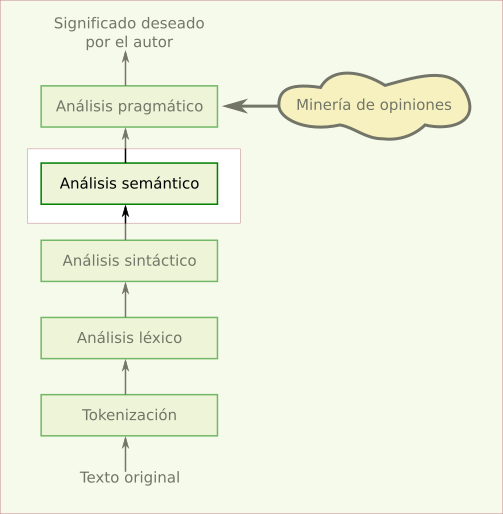 Significado deseado
por el autor
Análisis pragmático
Minería de opiniones
Análisis semántico
Análisis sintáctico
Análisis léxico
Tokenización
Texto original